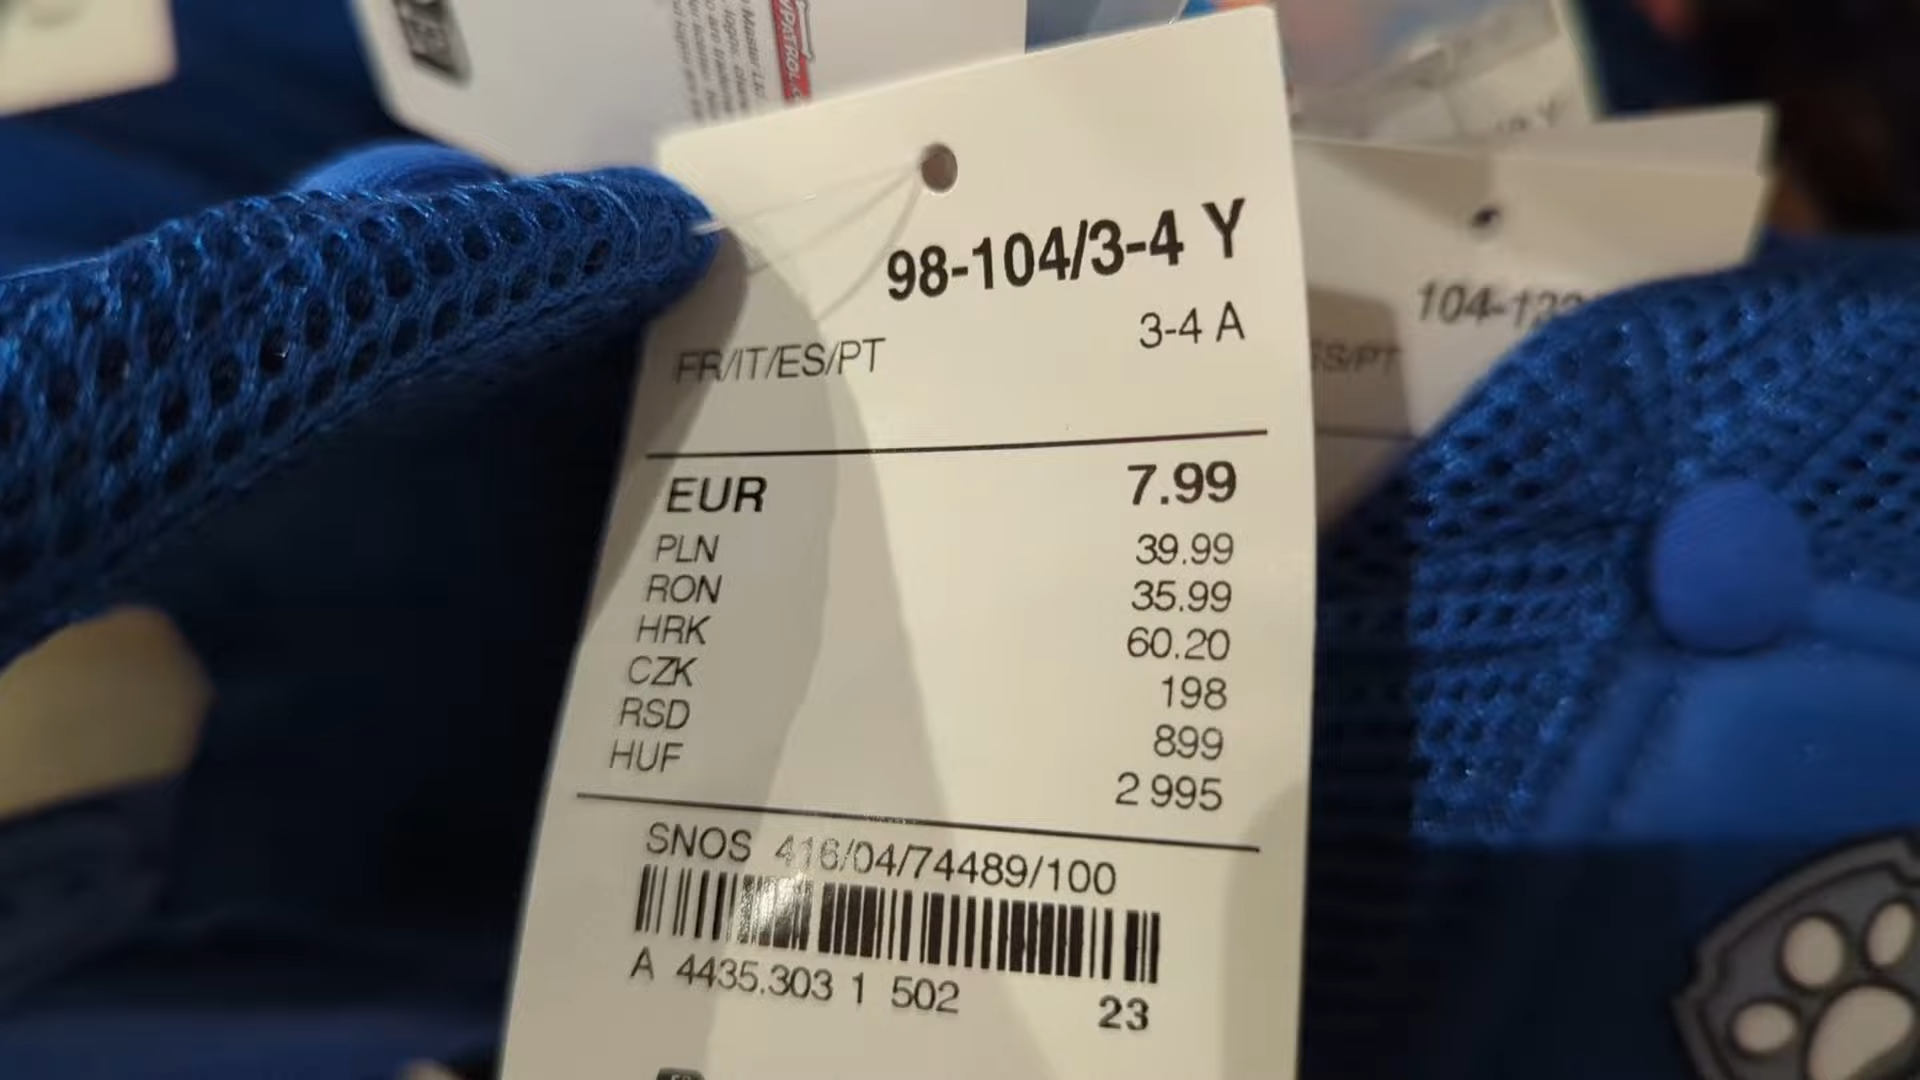 98-104/3-4 Y
FR/IT/ES/PT 3-4 A
EUR 7.99
PLN 39.99
RON 35.99
HRK 60.20
CZK 198
RSD 899
HUF 2 995
SNOS 416/04/74489/100
A 4435.303 1 502 23
ES/PT